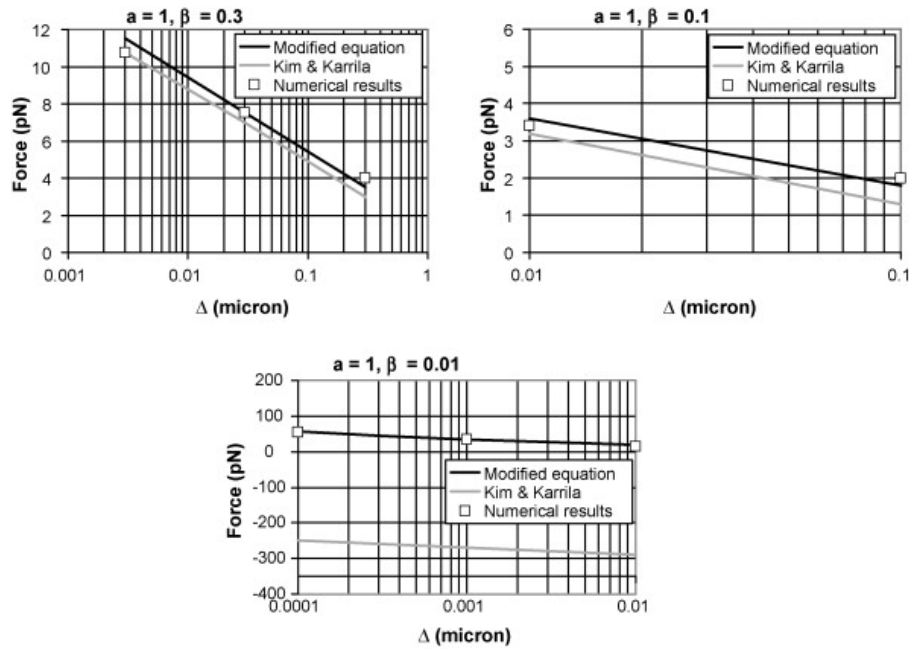 a = 1, β = 0.3
Force (pN)
12
10
8
6
4
2
0
0.001
0.01
0.1
1
Δ (micron)
Modified equation
Kim & Karrila
Numerical results
a = 1, β = 0.1
Force (pN)
6
5
4
3
2
1
0
0.01
0.1
Δ (micron)
Modified equation
Kim & Karrila
Numerical results
a = 1, β = 0.01
Force (pN)
200
100
0
-100
-200
-300
-400
0.0001
0.001
0.01
Δ (micron)
Modified equation
Kim & Karrila
Numerical results